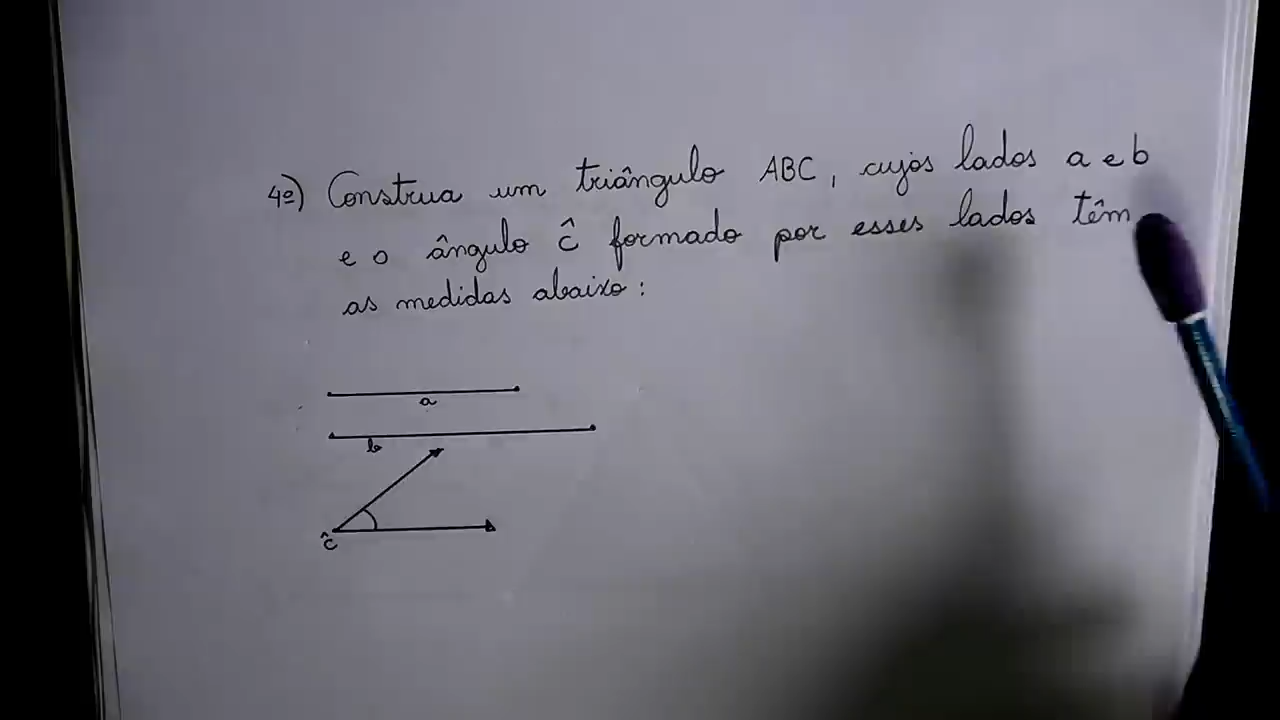 4º) Construa um triângulo ABC, cujos lados a e b
e o ângulo ĉ formado por esses lados têm
as medidas abaixo:
a
b
ĉ